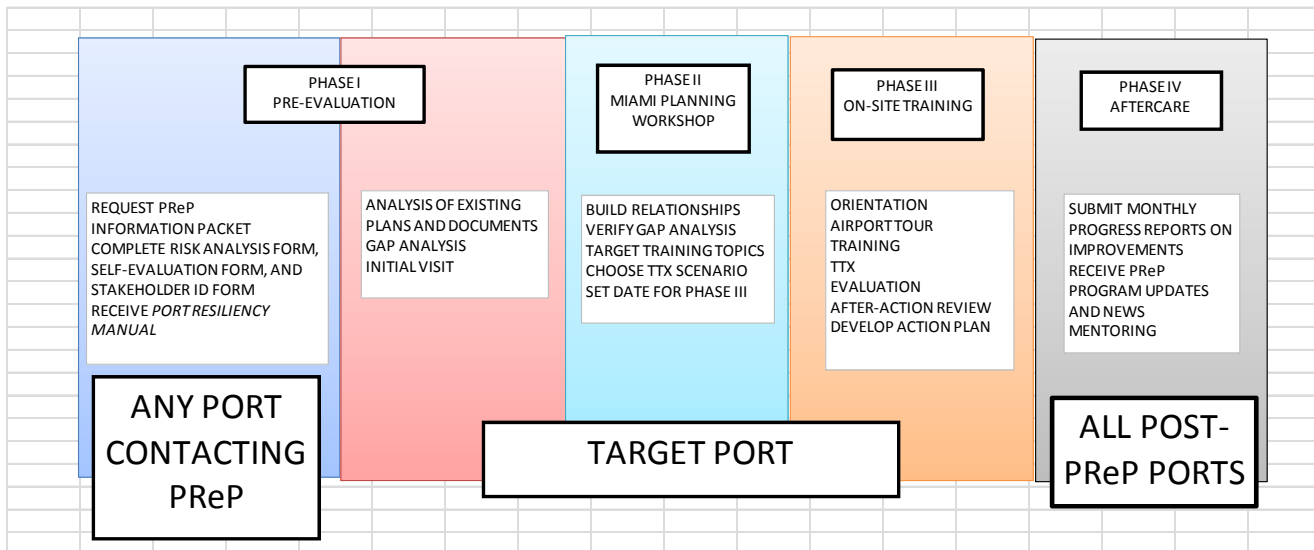 PHASE I
PRE-EVALUATION
PHASE II
MIAMI PLANNING
WORKSHOP
PHASE III
ON-SITE TRAINING
PHASE IV
AFTERCARE
REQUEST PReP
INFORMATION PACKET
COMPLETE RISK ANALYSIS FORM,
SELF-EVALUATION FORM, AND
STAKEHOLDER ID FORM
RECEIVE PORT RESILIENCY
MANUAL
ANALYSIS OF EXISTING
PLANS AND DOCUMENTS
GAP ANALYSIS
INITIAL VISIT
BUILD RELATIONSHIPS
VERIFY GAP ANALYSIS
TARGET TRAINING TOPICS
CHOOSE TTX SCENARIO
SET DATE FOR PHASE III
ORIENTATION
AIRPORT TOUR
TRAINING
TTX
EVALUATION
AFTER-ACTION REVIEW
DEVELOP ACTION PLAN
SUBMIT MONTHLY
PROGRESS REPORTS ON
IMPROVEMENTS
RECEIVE PReP
PROGRAM UPDATES
AND NEWS
MENTORING
ANY PORT
CONTACTING
PReP
TARGET PORT
ALL POST-
PReP PORTS